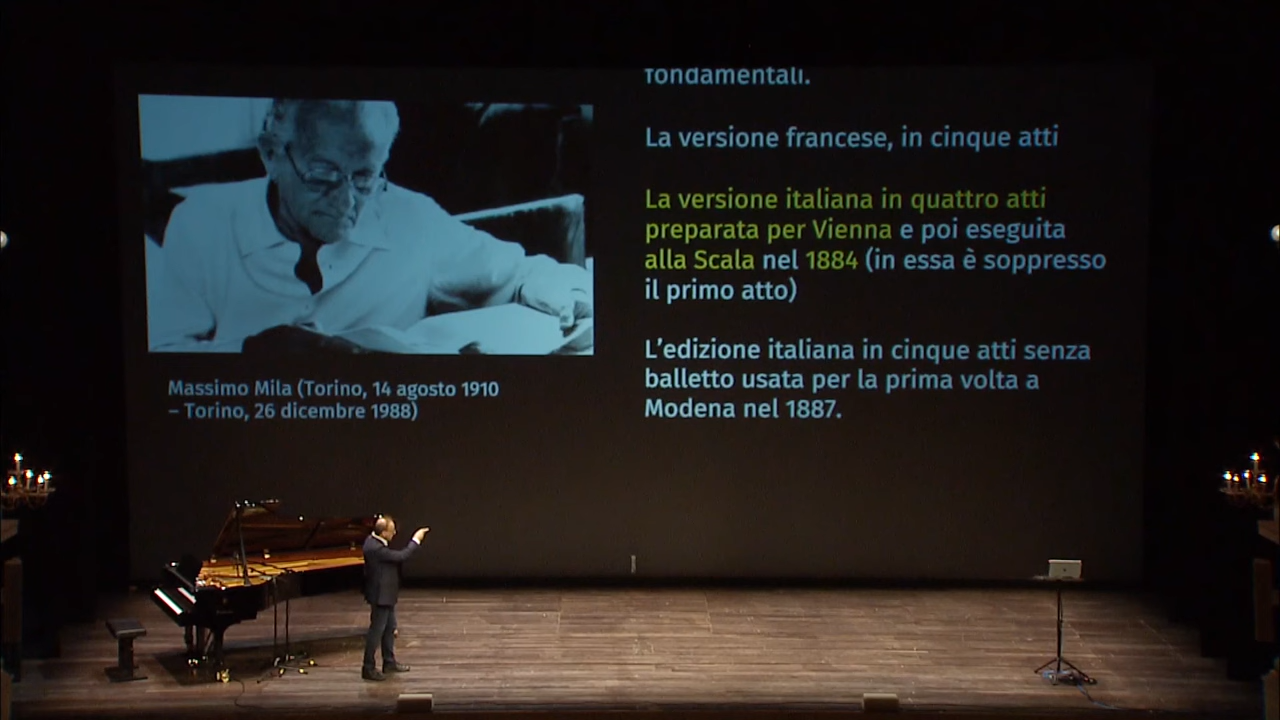 fondamentali.
La versione francese, in cinque atti
La versione italiana in quattro atti
preparata per Vienna e poi eseguita
alla Scala nel 1884 (in essa è soppresso
il primo atto)
L’edizione italiana in cinque atti senza
balletto usata per la prima volta a
Modena nel 1887.
Massimo Mila (Torino, 14 agosto 1910
– Torino, 26 dicembre 1988)